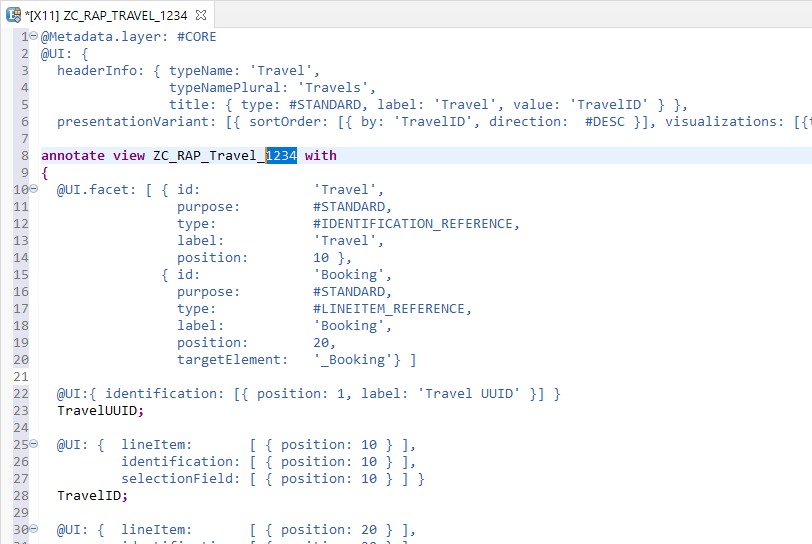 *[X11] ZC_RAP_TRAVEL_1234
1 @Metadata.layer: #CORE
2 @UI: {
3   headerInfo: { typeName: 'Travel',
4                 typeNamePlural: 'Travels',
5                 title: { type: #STANDARD, label: 'Travel', value: 'TravelID' } },
6   presentationVariant: [{ sortOrder: [{ by: 'TravelID', direction:  #DESC }], visualizations: [{t
7
8 annotate view ZC_RAP_Travel_1234 with
9 {
10   @UI.facet: [ { id:              'Travel',
11                  purpose:         #STANDARD,
12                  type:            #IDENTIFICATION_REFERENCE,
13                  label:           'Travel',
14                  position:        10 },
15                { id:              'Booking',
16                  purpose:         #STANDARD,
17                  type:            #LINEITEM_REFERENCE,
18                  label:           'Booking',
19                  position:        20,
20                  targetElement:   '_Booking'} ]
21
22   @UI:{ identification: [{ position: 1, label: 'Travel UUID' }] }
23   TravelUUID;
24
25   @UI: {  lineItem:       [ { position: 10 } ],
26           identification: [ { position: 10 } ],
27           selectionField: [ { position: 10 } ] }
28   TravelID;
29
30   @UI: {  lineItem:       [ { position: 20 } ],